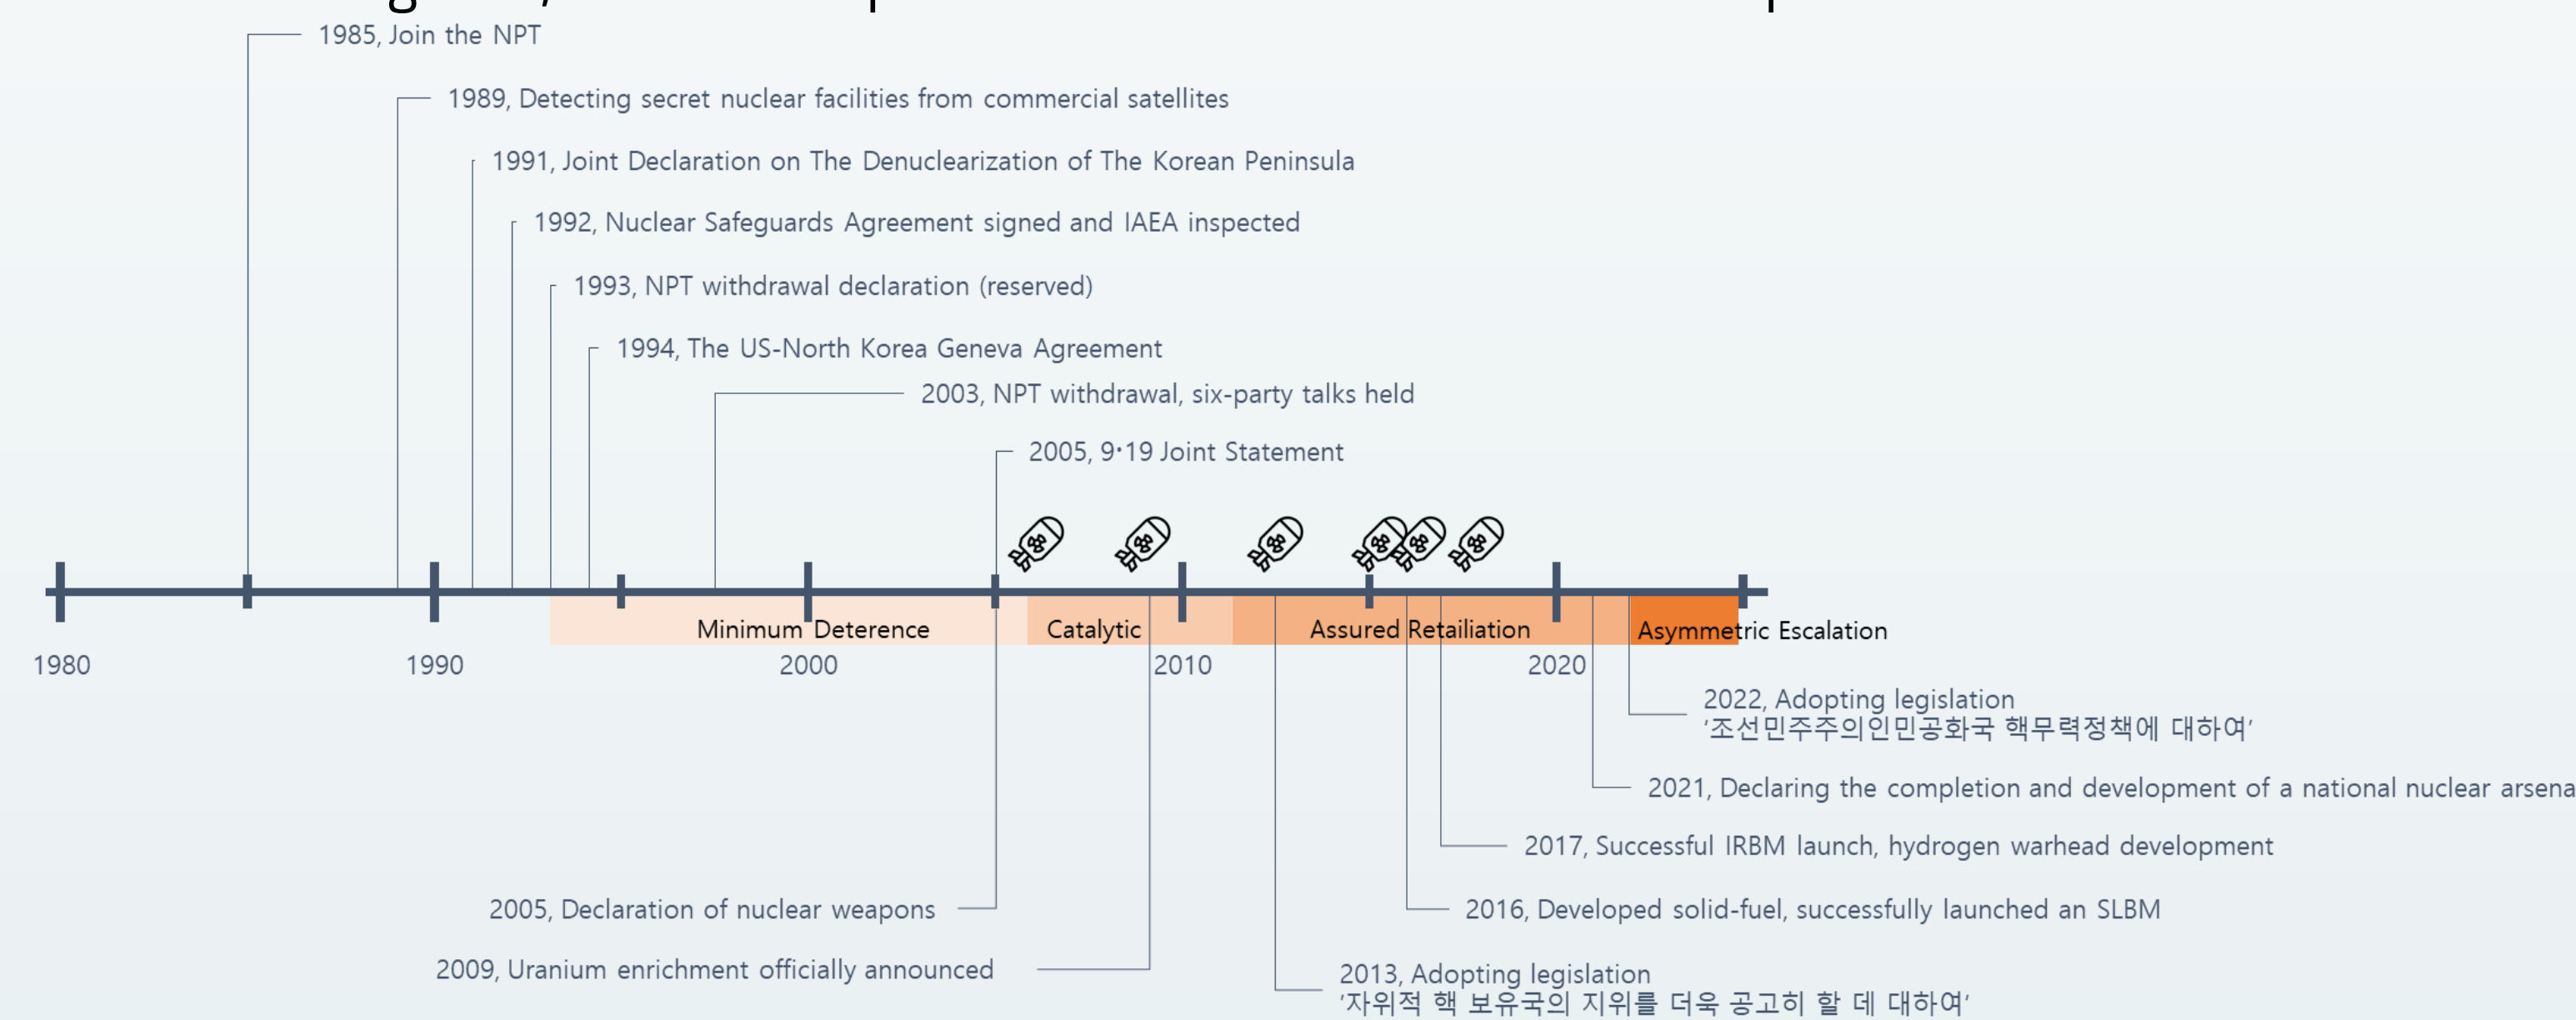 1985, Join the NPT
1989, Detecting secret nuclear facilities from commercial satellites
1991, Joint Declaration on The Denuclearization of The Korean Peninsula
1992, Nuclear Safeguards Agreement signed and IAEA inspected
1993, NPT withdrawal declaration (reserved)
1994, The US-North Korea Geneva Agreement
2003, NPT withdrawal, six-party talks held
2005, 9·19 Joint Statement
Minimum Deterence
Catalytic
Assured Retailiation
Asymmetric Escalation
1980
1990
2000
2010
2020
2022, Adopting legislation
'조선민주주의인민공화국 핵무력정책에 대하여'
2021, Declaring the completion and development of a national nuclear arsena
2017, Successful IRBM launch, hydrogen warhead development
2005, Declaration of nuclear weapons
2016, Developed solid-fuel, successfully launched an SLBM
2009, Uranium enrichment officially announced
2013, Adopting legislation
'자위적 핵 보유국의 지위를 더욱 공고히 할 데 대하여'